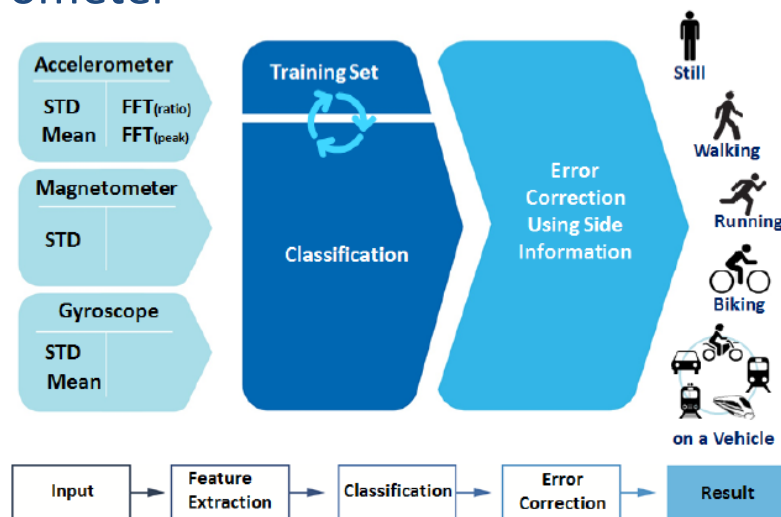 ometer
Accelerometer
STD FFT(ratio)
Mean FFT(peak)
Magnetometer
STD
Gyroscope
STD
Mean
Training Set
Classification
Error
Correction
Using Side
Information
Still
Walking
Running
Biking
on a Vehicle
Input
Feature
Extraction
Classification
Error
Correction
Result